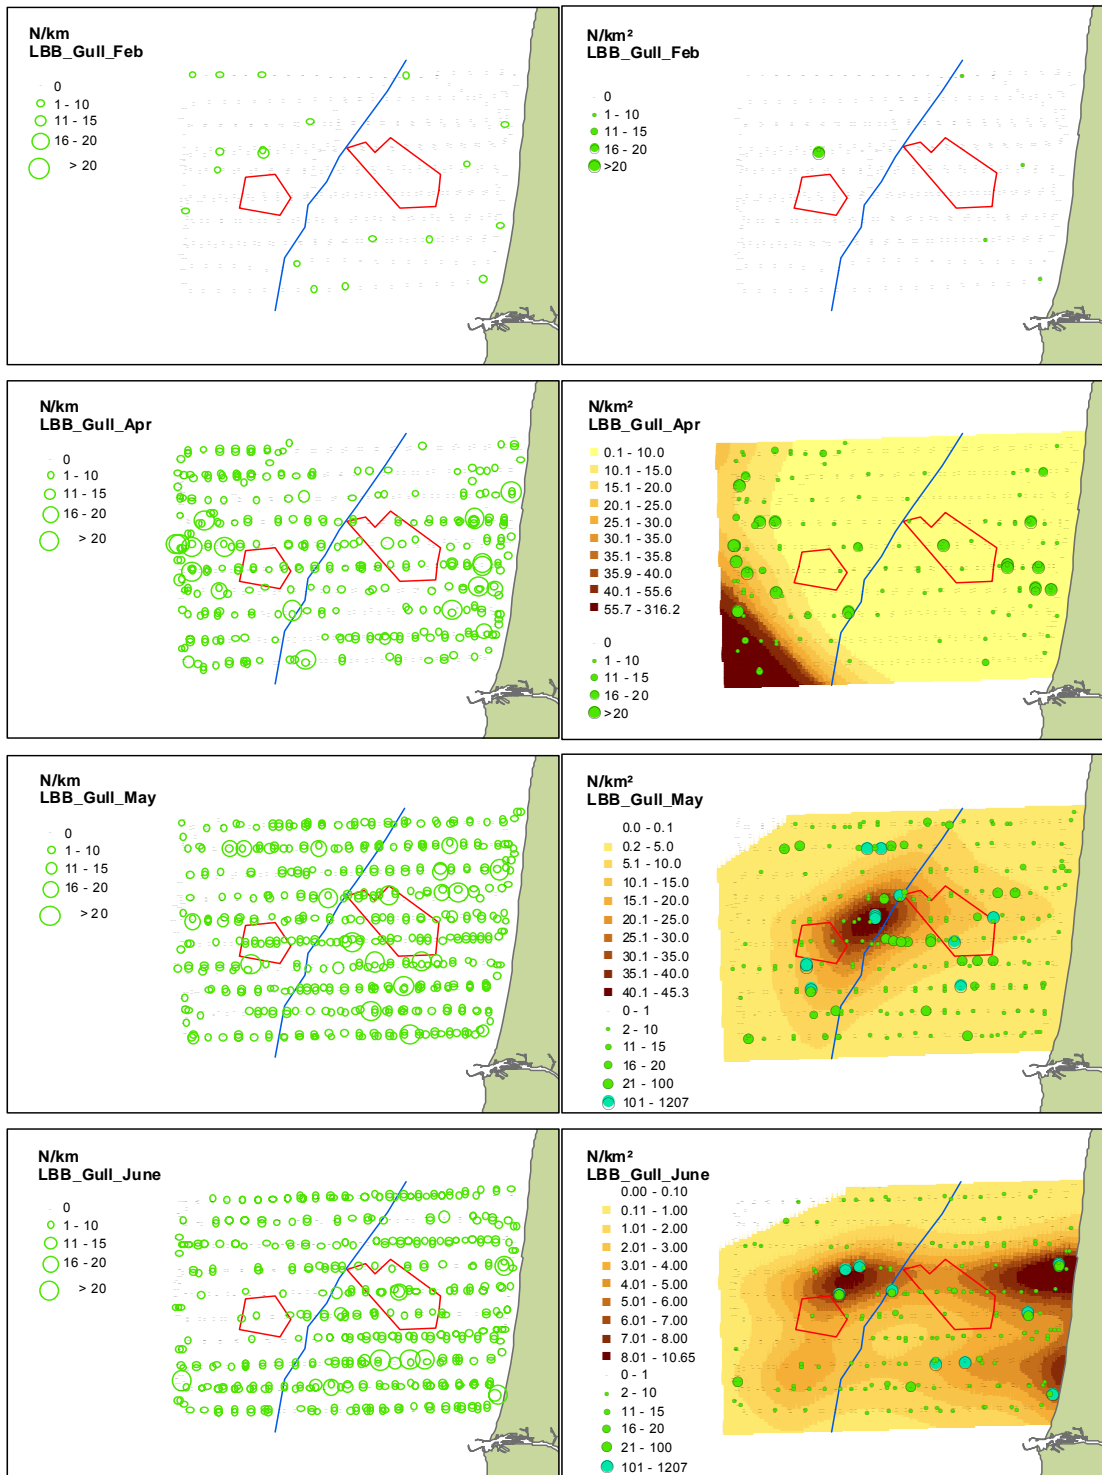 N/km
LBB_Gull_Feb
0
1 - 10
11 - 15
16 - 20
> 20
N/km²
LBB_Gull_Feb
0
1 - 10
11 - 15
16 - 20
>20
N/km
LBB_Gull_Apr
0
1 - 10
11 - 15
16 - 20
> 20
N/km²
LBB_Gull_Apr
0.1 - 10.0
10.1 - 15.0
15.1 - 20.0
20.1 - 25.0
25.1 - 30.0
30.1 - 35.0
35.1 - 35.8
35.9 - 40.0
40.1 - 55.6
55.7 - 316.2
0
1 - 10
11 - 15
16 - 20
>20
N/km
LBB_Gull_May
0
1 - 10
11 - 15
16 - 20
> 20
N/km²
LBB_Gull_May
0.0 - 0.1
0.2 - 5.0
5.1 - 10.0
10.1 - 15.0
15.1 - 20.0
20.1 - 25.0
25.1 - 30.0
30.1 - 35.0
35.1 - 40.0
40.1 - 45.3
0 - 1
2 - 10
11 - 15
16 - 20
21 - 100
101 - 1207
N/km
LBB_Gull_June
0
1 - 10
11 - 15
16 - 20
> 20
N/km²
LBB_Gull_June
0.00 - 0.10
0.11 - 1.00
1.01 - 2.00
2.01 - 3.00
3.01 - 4.00
4.01 - 5.00
5.01 - 6.00
6.01 - 7.00
7.01 - 8.00
8.01 - 10.65
0 - 1
2 - 10
11 - 15
16 - 20
21 - 100
101 - 1207